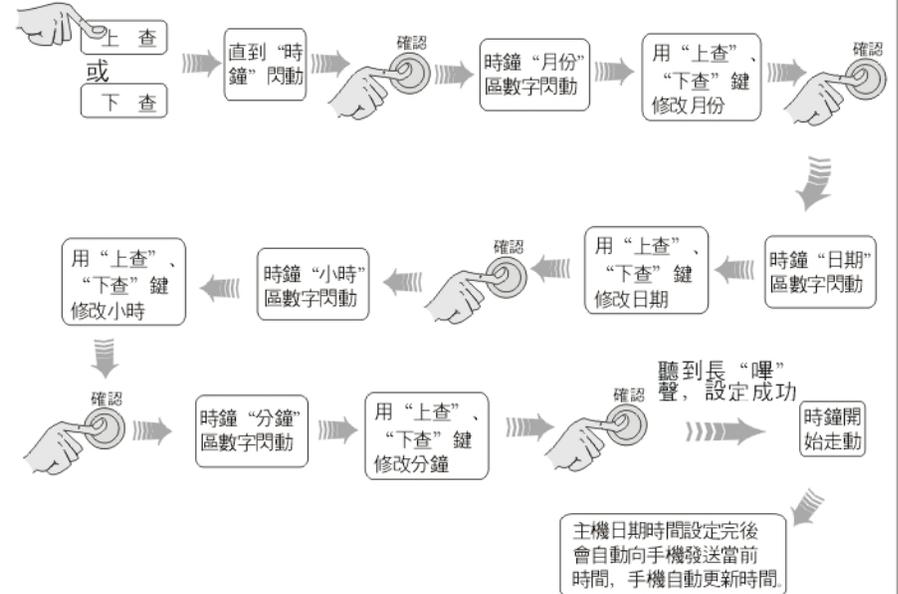 上 查
或
下 查
直到“時
鐘” 閃動
確認
時鐘“月份”
區數字閃動
用“上查”、
“下查”鍵
修改月份
確認
時鐘“日期”
區數字閃動
用“上查”、
“下查”鍵
修改日期
確認
時鐘“小時”
區數字閃動
用“上查”、
“下查”鍵
修改小時
確認
時鐘“分鐘”
區數字閃動
用“上查”、
“下查”鍵
修改分鐘
確認
聽到長“嗶”
聲，設定成功
時鐘開
始走動
主機日期時間設定完後
會自動向手機發送當前
時間，手機自動更新時間。